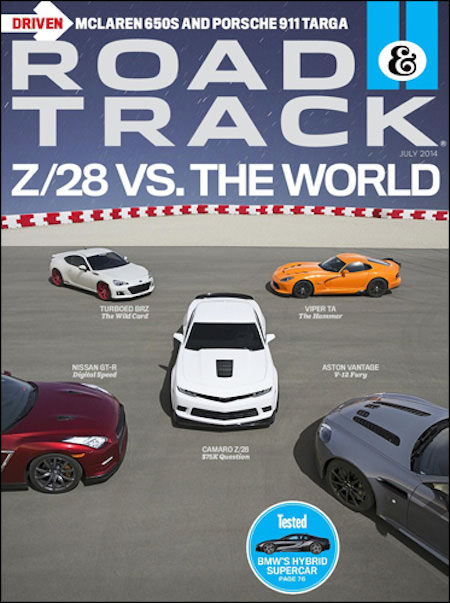 DRIVEN MCLAREN 650S AND PORSCHE 911 TARGA
ROAD &
TRACK®
JULY 2014
Z/28 VS. THE WORLD
TURBOED BRZ
The Wild Card
VIPER TA
The Hammer
NISSAN GT-R
Digital Speed
ASTON VANTAGE
V-12 Fury
CAMARO Z/28
$75K Question
Tested
BMW'S HYBRID
SUPERCAR
PAGE 76